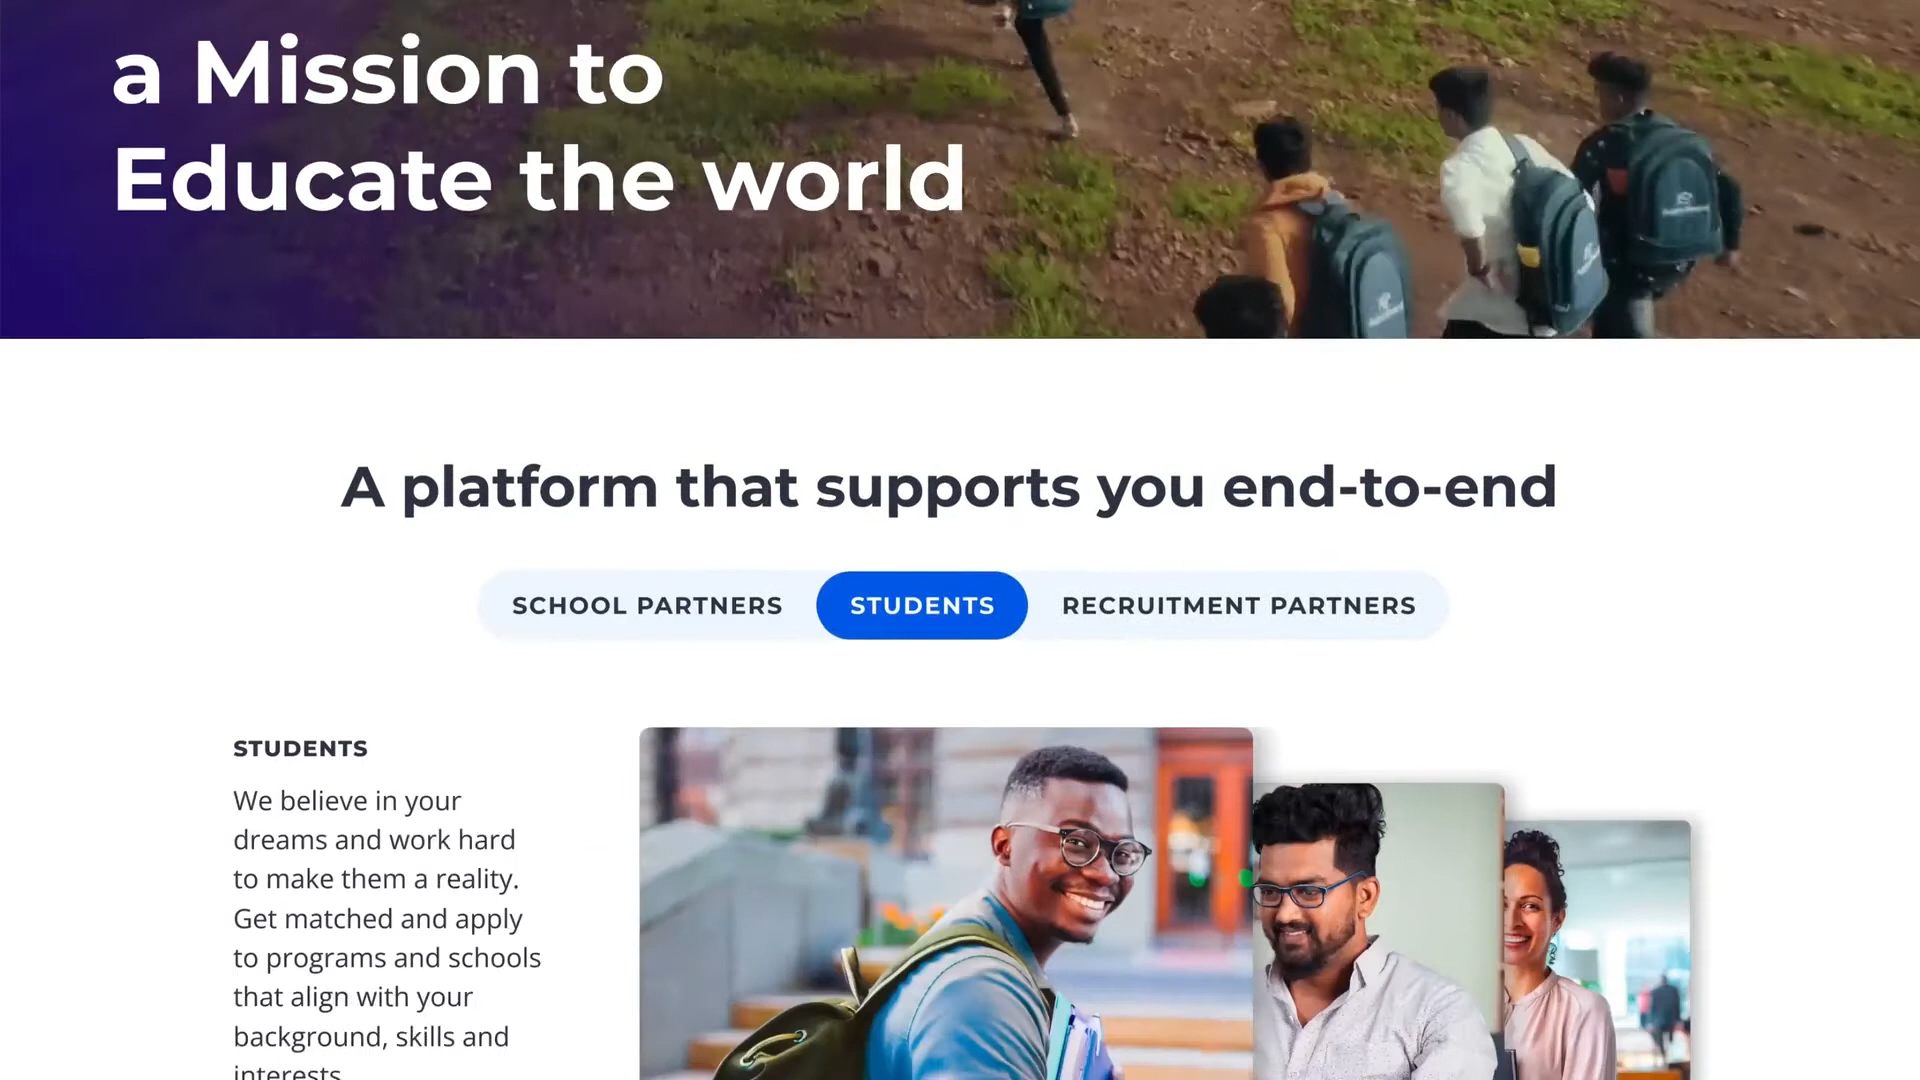 a Mission to
Educate the world
A platform that supports you end-to-end
SCHOOL PARTNERS
STUDENTS
RECRUITMENT PARTNERS
STUDENTS
We believe in your
dreams and work hard
to make them a reality.
Get matched and apply
to programs and schools
that align with your
background, skills and
interests.